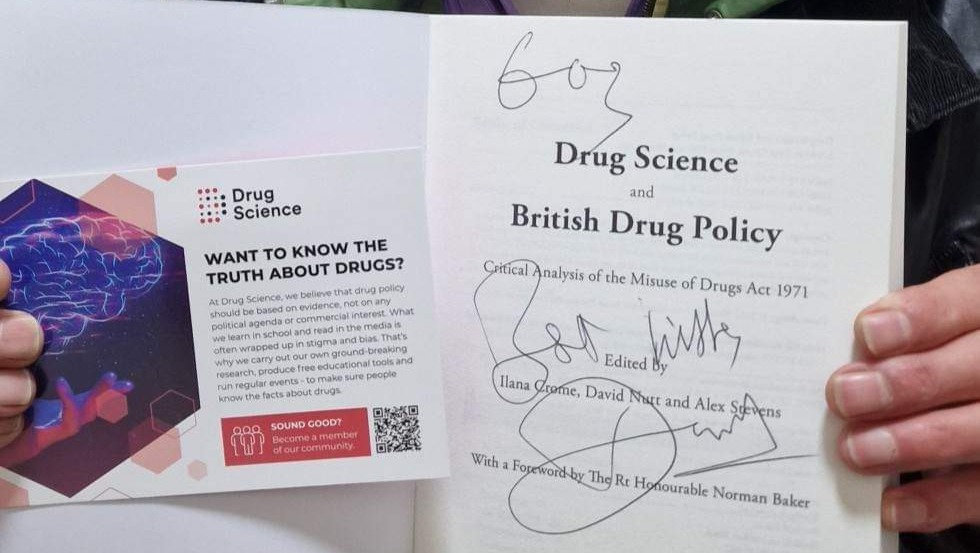 Drug
Science
WANT TO KNOW THE
TRUTH ABOUT DRUGS?
At Drug Science, we believe that drug policy
should be based on evidence, not on any
political agenda or commercial interest. What
we learn in school and read in the media is
often wrapped up in stigma and bias. That's
why we carry out our own ground-breaking
research, produce free educational tools and
run regular events - to make sure people
know the facts about drugs.
SOUND GOOD?
Become a member
of our community.
Drug Science
and
British Drug Policy
Critical Analysis of the Misuse of Drugs Act 1971
Best Wishes
Edited By
Ilana Crome, David Nutt and Alex Stevens
With a Foreword by The Rt Honourable Norman Baker